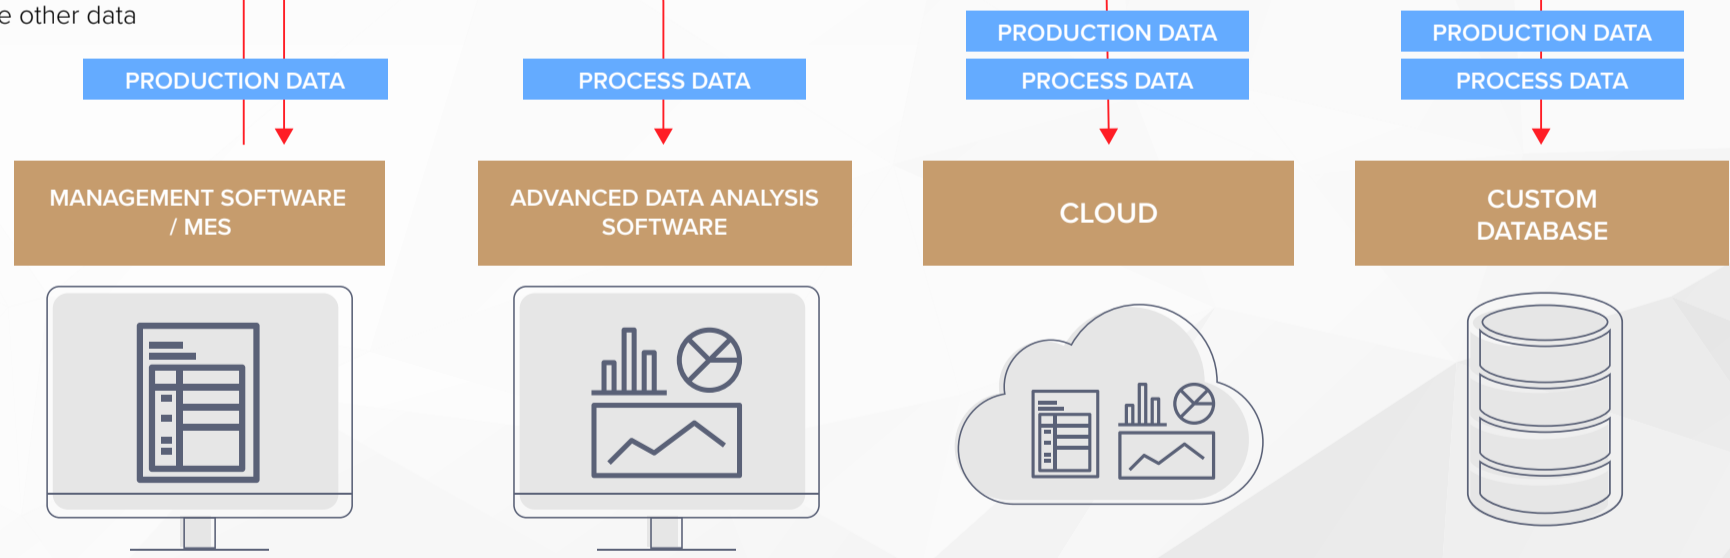 e other data
PRODUCTION DATA
PROCESS DATA
PRODUCTION DATA
PROCESS DATA
PRODUCTION DATA
PROCESS DATA
MANAGEMENT SOFTWARE
/ MES
ADVANCED DATA ANALYSIS
SOFTWARE
CLOUD
CUSTOM
DATABASE